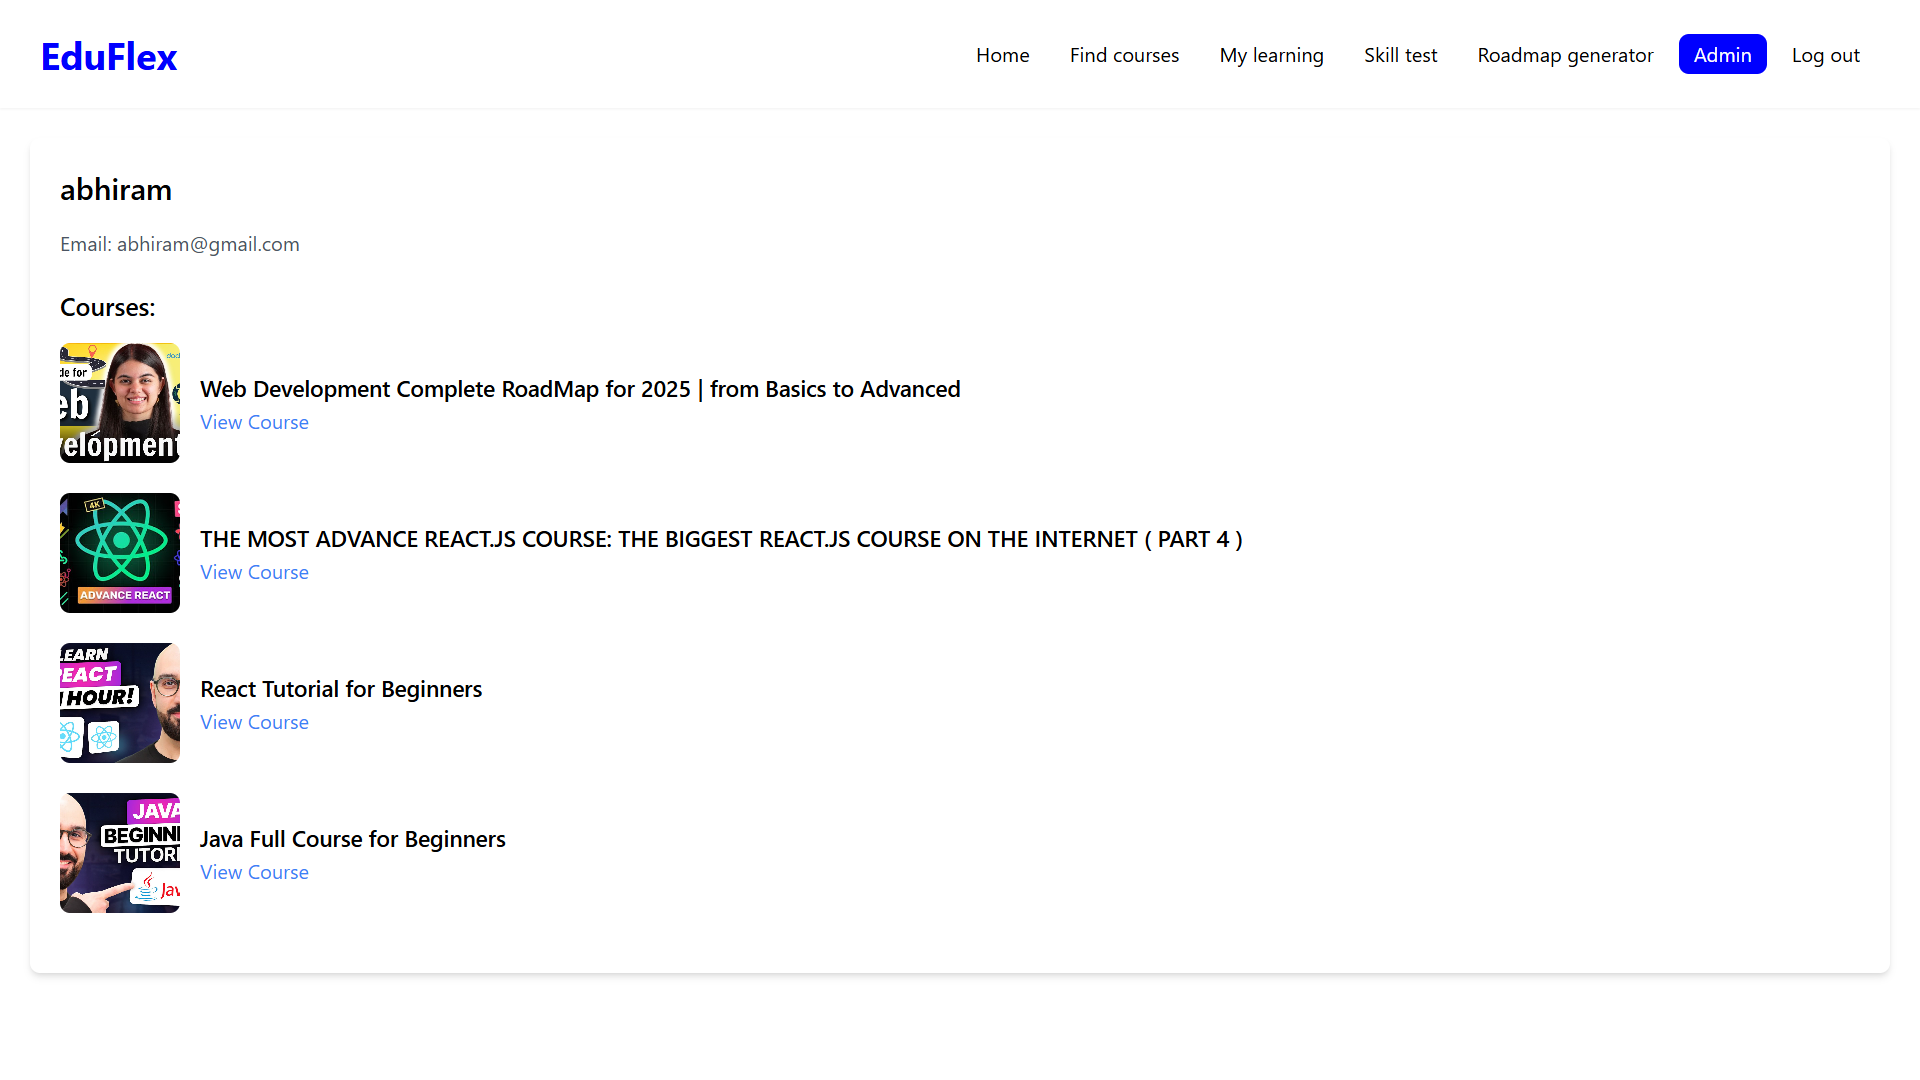 EduFlex
Home
Find courses
My learning
Skill test
Roadmap generator
Admin
Log out
abhiram
Email: abhiram@gmail.com
Courses:
de for
eb
velopment
Web Development Complete RoadMap for 2025 | from Basics to Advanced
View Course
4K
ADVANCE REACT
THE MOST ADVANCE REACT.JS COURSE: THE BIGGEST REACT.JS COURSE ON THE INTERNET ( PART 4 )
View Course
LEARN
REACT
HOUR!
React Tutorial for Beginners
View Course
JAVA
BEGINN
TUTORI
Jav
Java Full Course for Beginners
View Course